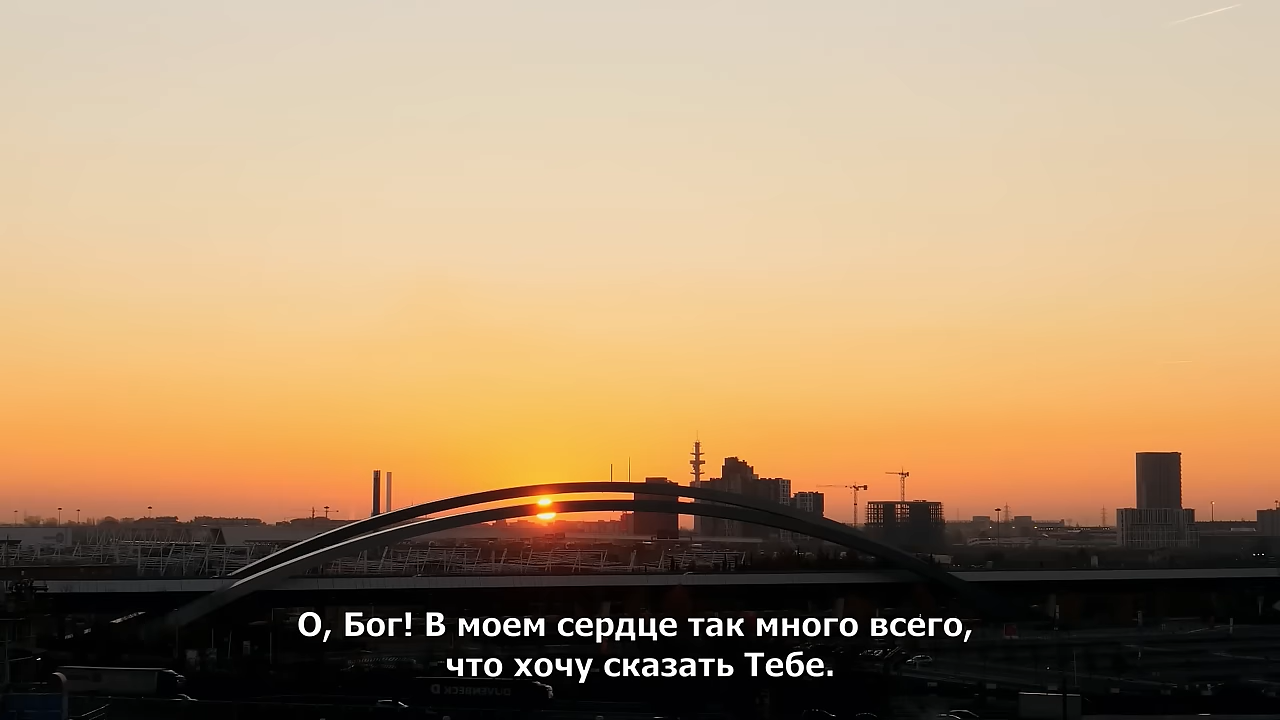 О, Бог! В моем сердце так много всего,
что хочу сказать Тебе.